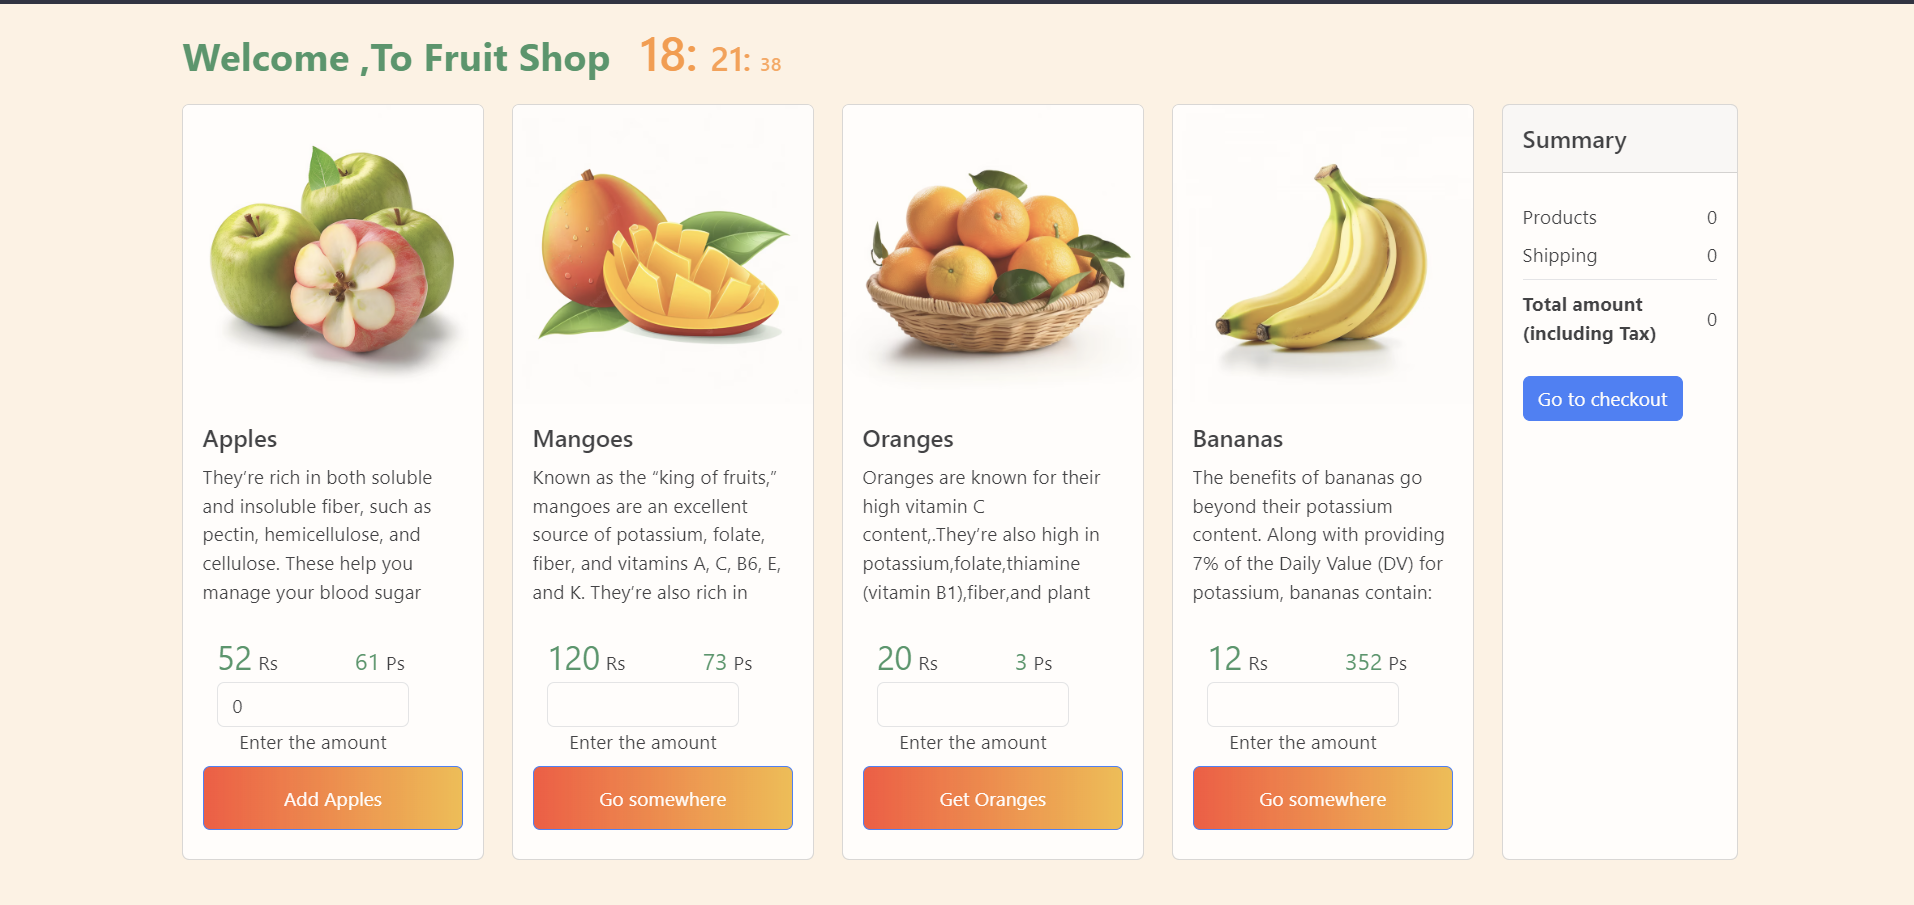 Welcome ,To Fruit Shop 18: 21: 38
Apples
They’re rich in both soluble
and insoluble fiber, such as
pectin, hemicellulose, and
cellulose. These help you
manage your blood sugar
52 Rs 61 Ps
0
Enter the amount
Add Apples
Mangoes
Known as the “king of fruits,”
mangoes are an excellent
source of potassium, folate,
fiber, and vitamins A, C, B6, E,
and K. They’re also rich in
120 Rs 73 Ps
Enter the amount
Go somewhere
Oranges
Oranges are known for their
high vitamin C
content,.They’re also high in
potassium,folate,thiamine
(vitamin B1),fiber,and plant
20 Rs 3 Ps
Enter the amount
Get Oranges
Bananas
The benefits of bananas go
beyond their potassium
content. Along with providing
7% of the Daily Value (DV) for
potassium, bananas contain:
12 Rs 352 Ps
Enter the amount
Go somewhere
Summary
Products 0
Shipping 0
Total amount
(including Tax) 0
Go to checkout